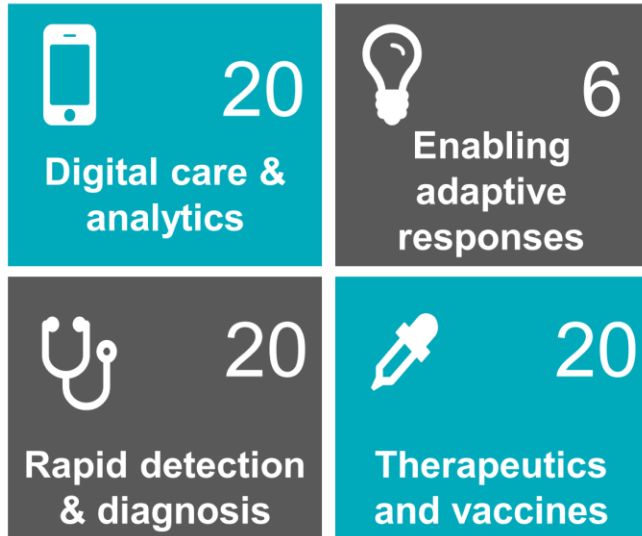 20
Digital care &
analytics
6
Enabling
adaptive
responses
20
Rapid detection
& diagnosis
20
Therapeutics
and vaccines